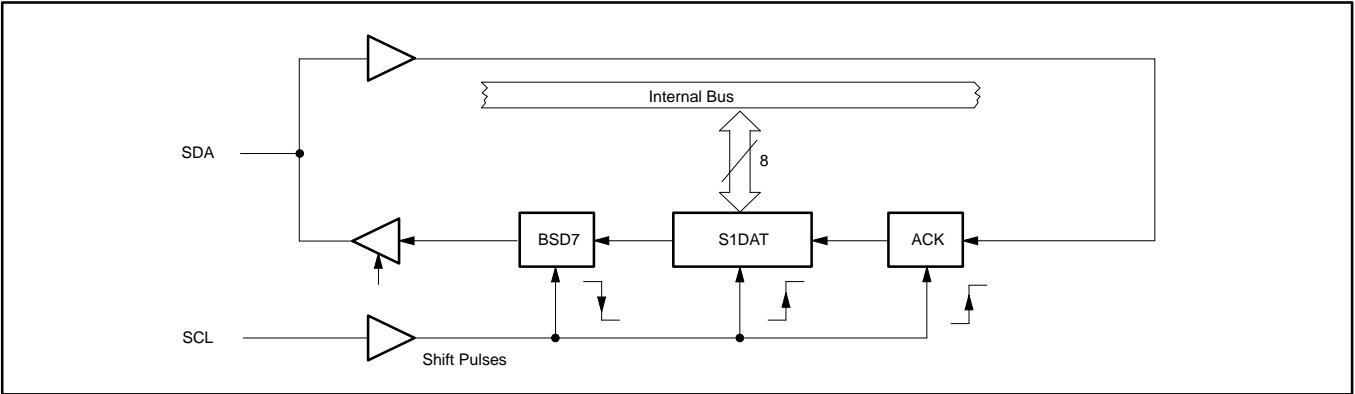 Internal Bus
SDA
8
BSD7
S1DAT
ACK
SCL
Shift Pulses